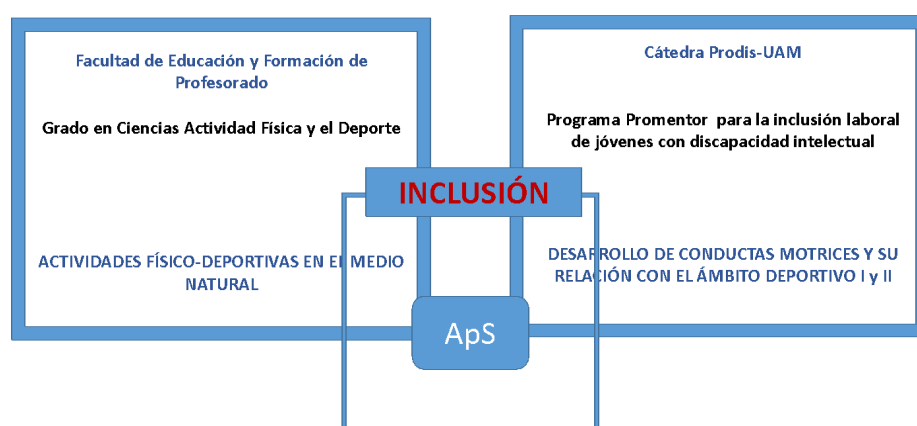 Facultad de Educación y Formación de
Profesorado
Grado en Ciencias Actividad Física y el Deporte
ACTIVIDADES FÍSICO-DEPORTIVAS EN EL MEDIO
NATURAL
Cátedra Prodis-UAM
Programa Promentor para la inclusión laboral
de jóvenes con discapacidad intelectual
DESARROLLO DE CONDUCTAS MOTRICES Y SU
RELACIÓN CON EL ÁMBITO DEPORTIVO I y II
INCLUSIÓN
ApS